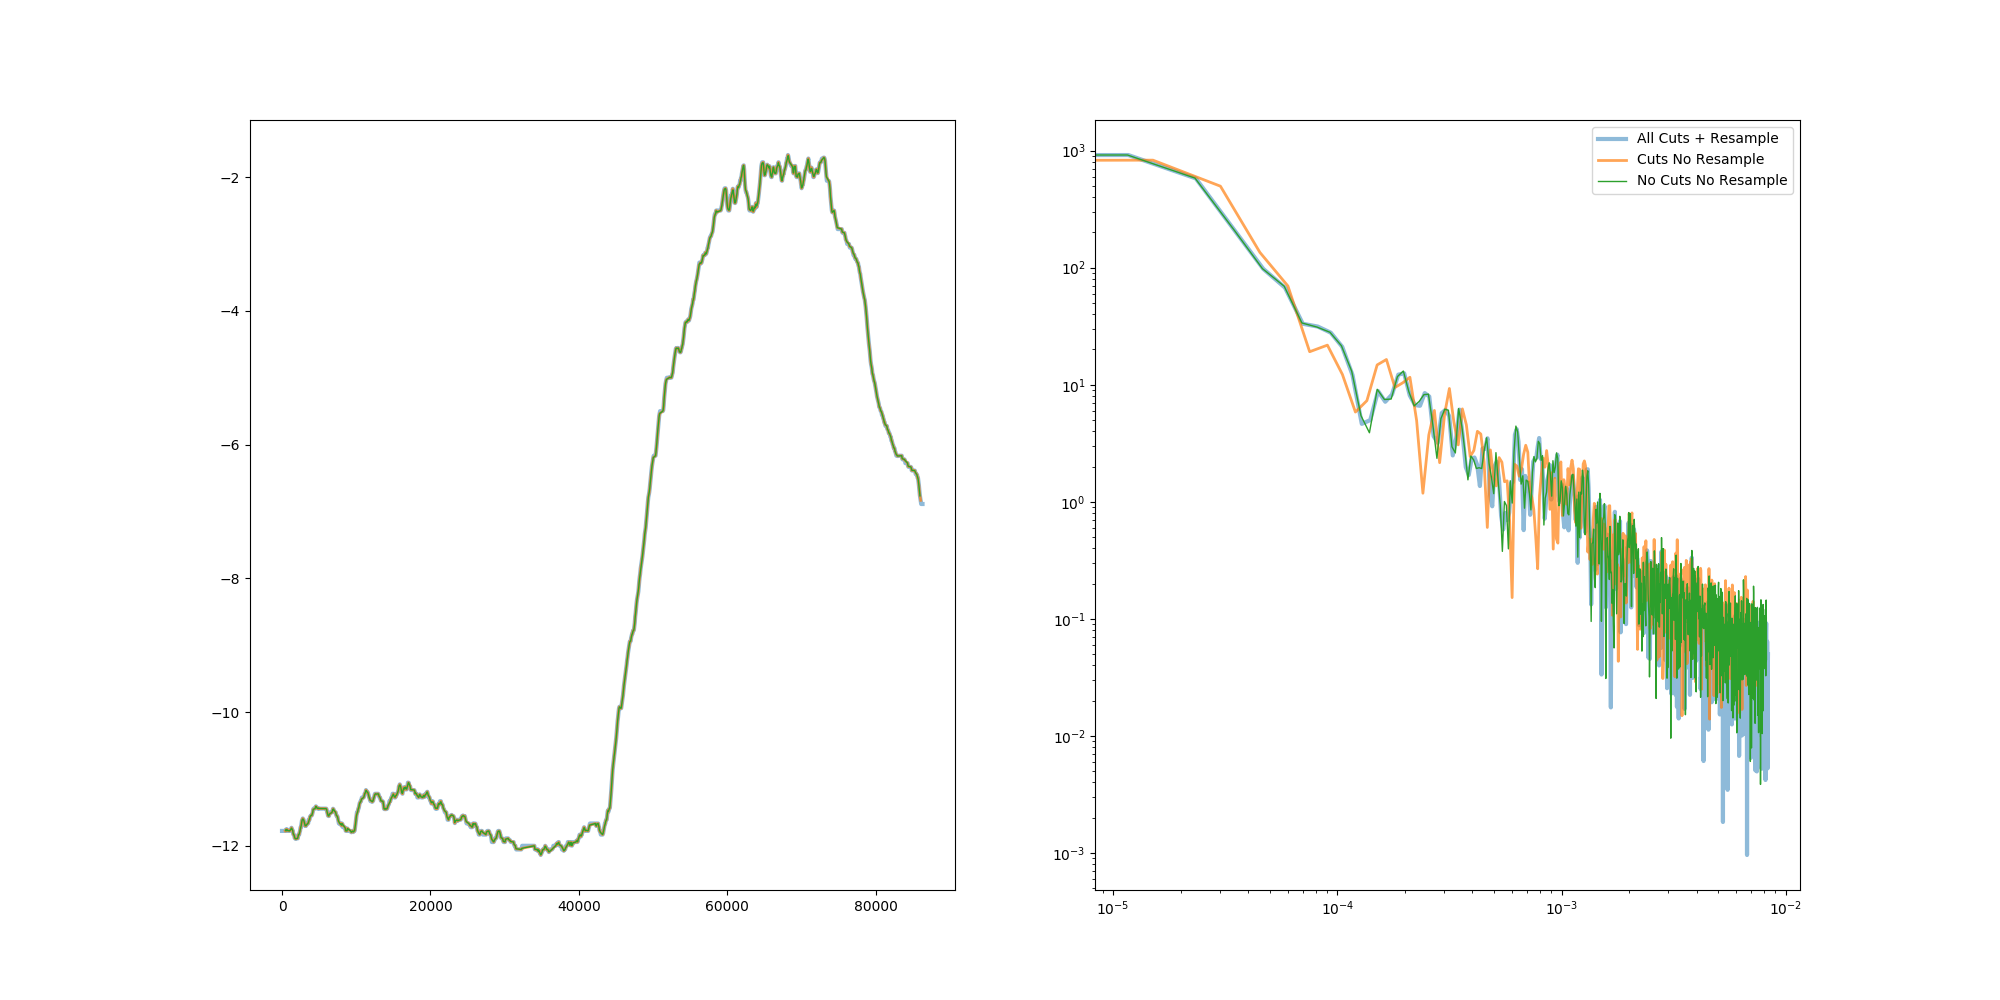 −2
−4
−6
−8
−10
−12
0 20000 40000 60000 80000
All Cuts + Resample
Cuts No Resample
No Cuts No Resample
10³
10²
10¹
10⁰
10⁻¹
10⁻²
10⁻³
10⁻⁵ 10⁻⁴ 10⁻³ 10⁻²